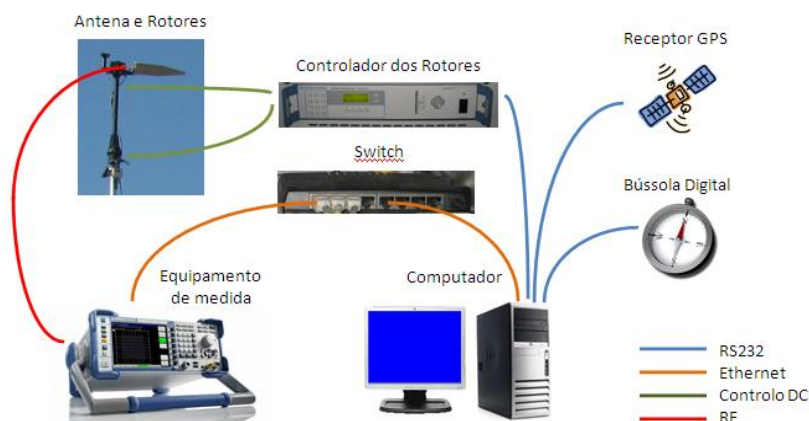 Antena e Rotores
Controlador dos Rotores
Receptor GPS
Switch
Bússola Digital
Equipamento
de medida
Computador
RS232
Ethernet
Controlo DC
RF